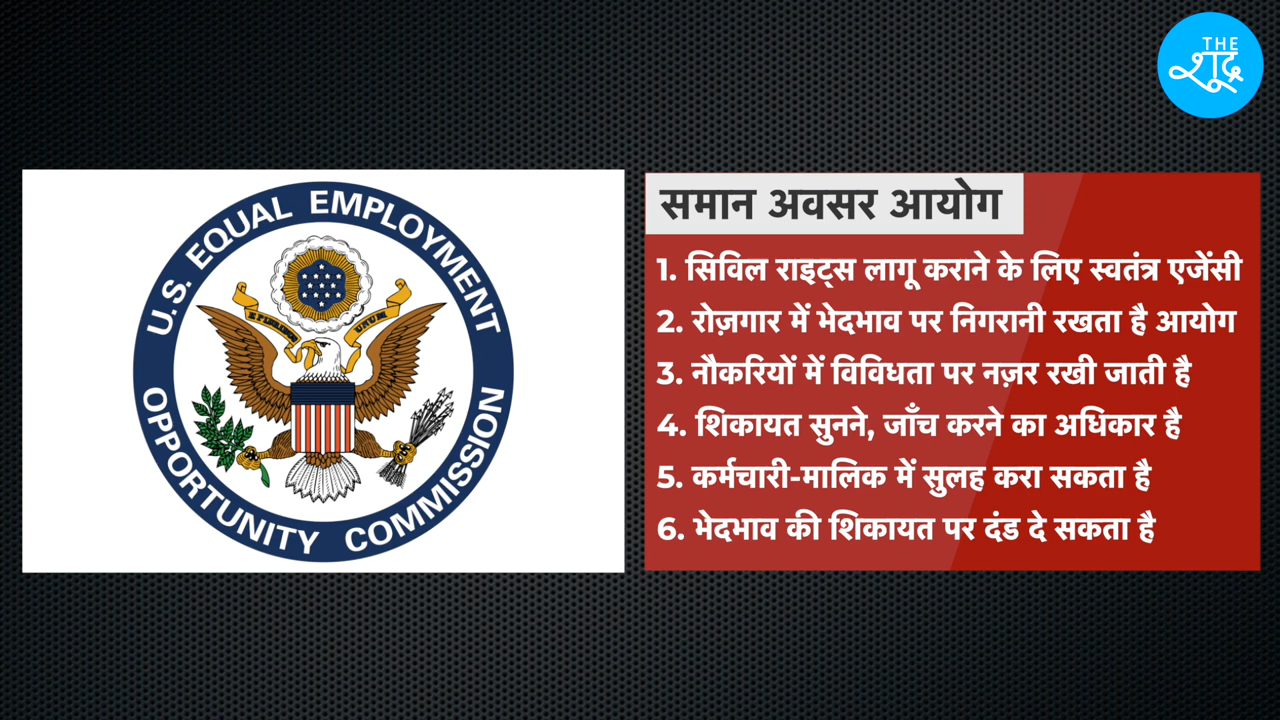 THE
शूद्र
U.S. EQUAL EMPLOYMENT
OPPORTUNITY COMMISSION
E PLURIBUS UNUM
समान अवसर आयोग
1. सिविल राइट्स लागू कराने के लिए स्वतंत्र एजेंसी
2. रोज़गार में भेदभाव पर निगरानी रखता है आयोग
3. नौकरियों में विविधता पर नज़र रखी जाती है
4. शिकायत सुनने, जाँच करने का अधिकार है
5. कर्मचारी-मालिक में सुलह करा सकता है
6. भेदभाव की शिकायत पर दंड दे सकता है